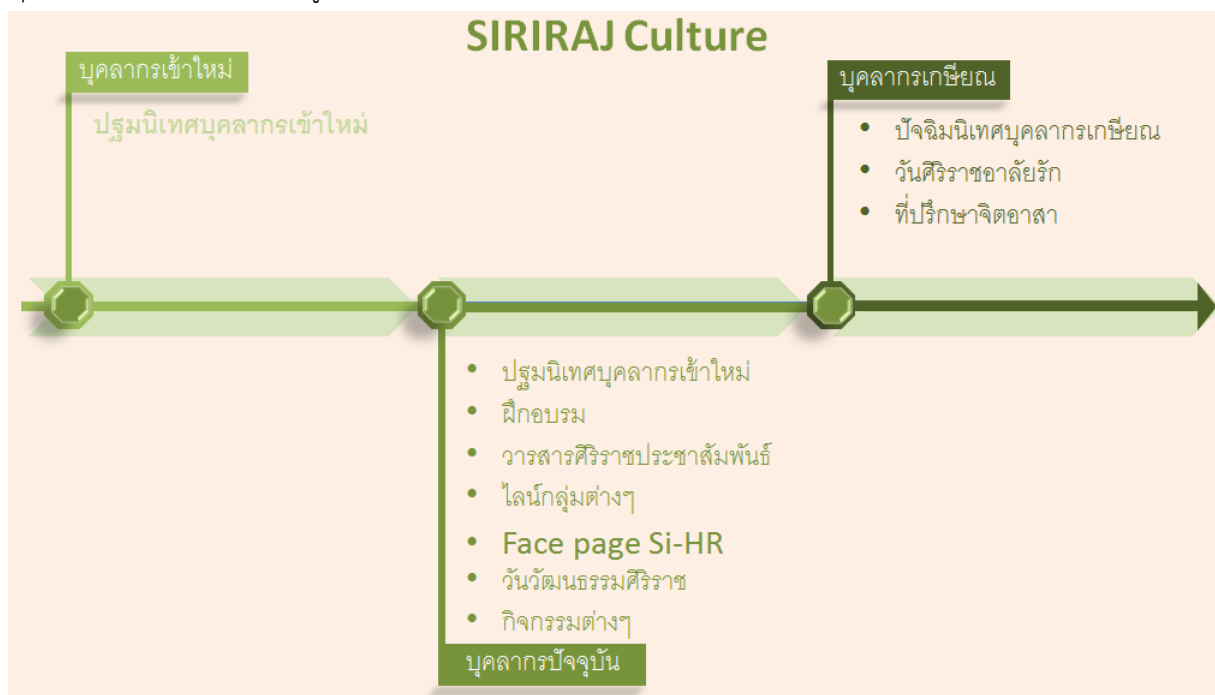 SIRIRAJ Culture
บุคลากรเข้าใหม่
ปฐมนิเทศบุคลากรเข้าใหม่
บุคลากรเกษียณ
• ปัจฉิมนิเทศบุคลากรเกษียณ
• วันศิริราชอาลัยรัก
• ที่ปรึกษาจิตอาสา
• ปฐมนิเทศบุคลากรเข้าใหม่
• ฝึกอบรม
• วารสารศิริราชประชาสัมพันธ์
• ไลน์กลุ่มต่างๆ
• Face page Si-HR
• วันวัฒนธรรมศิริราช
• กิจกรรมต่างๆ
บุคลากรปัจจุบัน